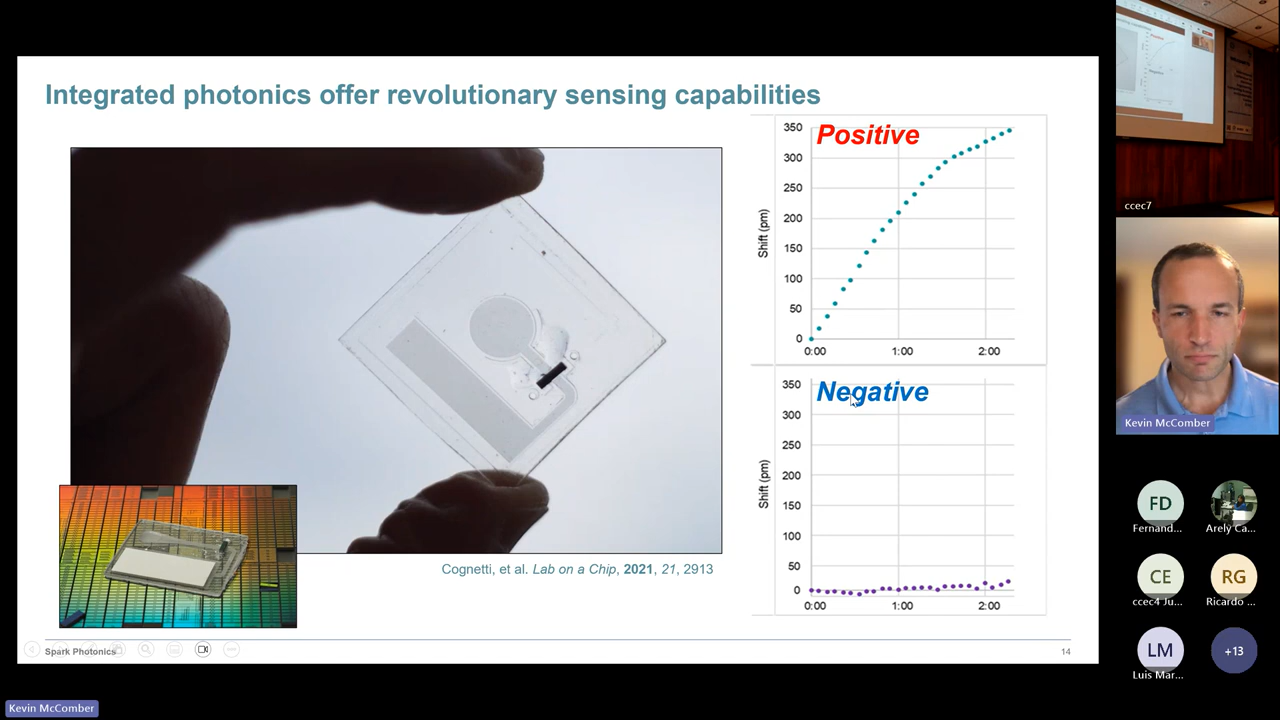 Integrated photonics offer revolutionary sensing capabilities
Positive
350
300
250
200
150
100
50
0
Shift (pm)
0:00 1:00 2:00
Negative
350
300
250
200
150
100
50
0
Shift (pm)
0:00 1:00 2:00
Cognetti, et al. Lab on a Chip, 2021, 21, 2913
Spark Photonics
14
ccec7
Kevin McComber
FD
Fernand...
Arely Ca...
CE
ccec4 Ju...
RG
Ricardo ...
LM
Luis Mar...
+13
Kevin McComber